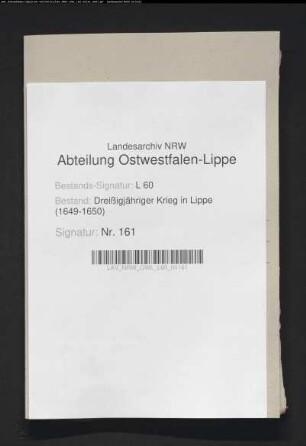 Landesarchiv NRW
Abteilung Ostwestfalen-Lippe
Bestands-Signatur: L 60
Bestand: Dreißigjähriger Krieg in Lippe
(1649-1650)
Signatur: Nr. 161